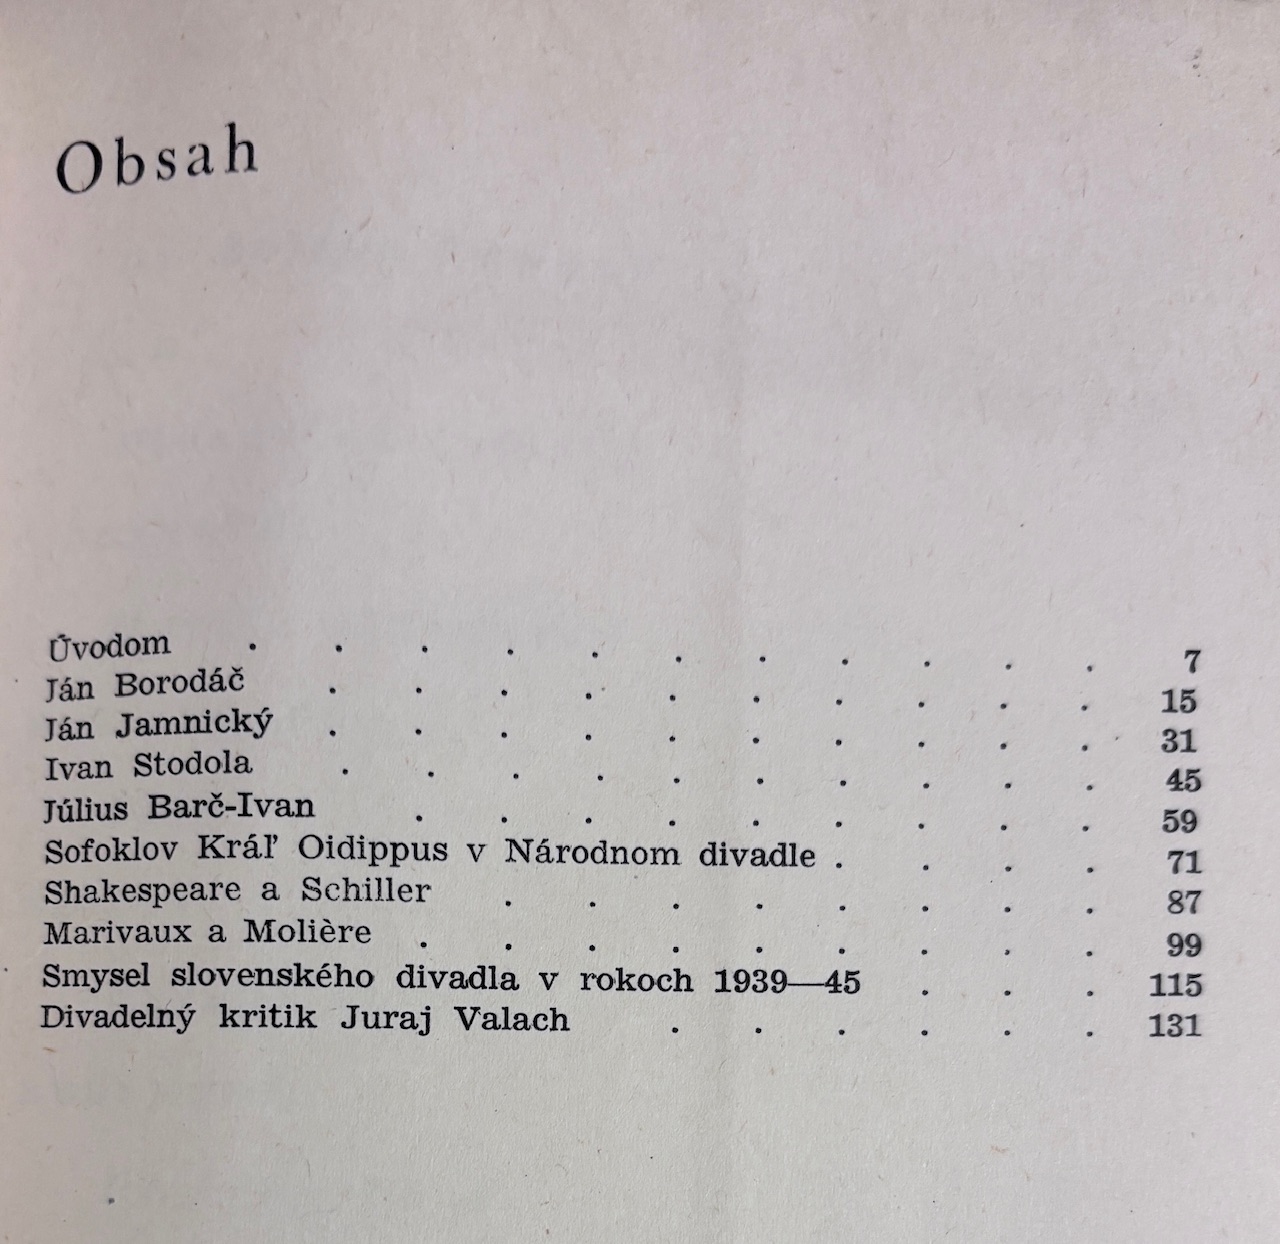 Obsah
Úvodom . . . . . . . . . . . 7
Ján Borodáč . . . . . . . . . . 15
Ján Jamnický . . . . . . . . . . 31
Ivan Stodola . . . . . . . . . . 45
Július Barč-Ivan . . . . . . . . . 59
Sofoklov Kráľ Oidippus v Národnom divadle . . . . 71
Shakespeare a Schiller . . . . . . . . 87
Marivaux a Molière . . . . . . . . . 99
Smysel slovenského divadla v rokoch 1939—45 . . . 115
Divadelný kritik Juraj Valach . . . . . . 131